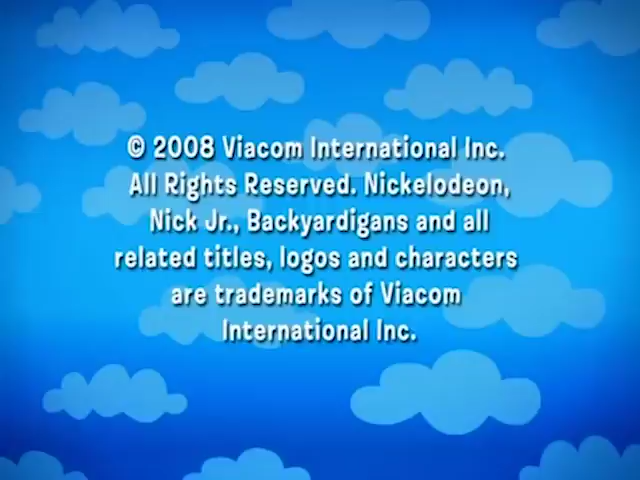 © 2008 Viacom International Inc.
All Rights Reserved. Nickelodeon,
Nick Jr., Backyardigans and all
related titles, logos and characters
are trademarks of Viacom
International Inc.